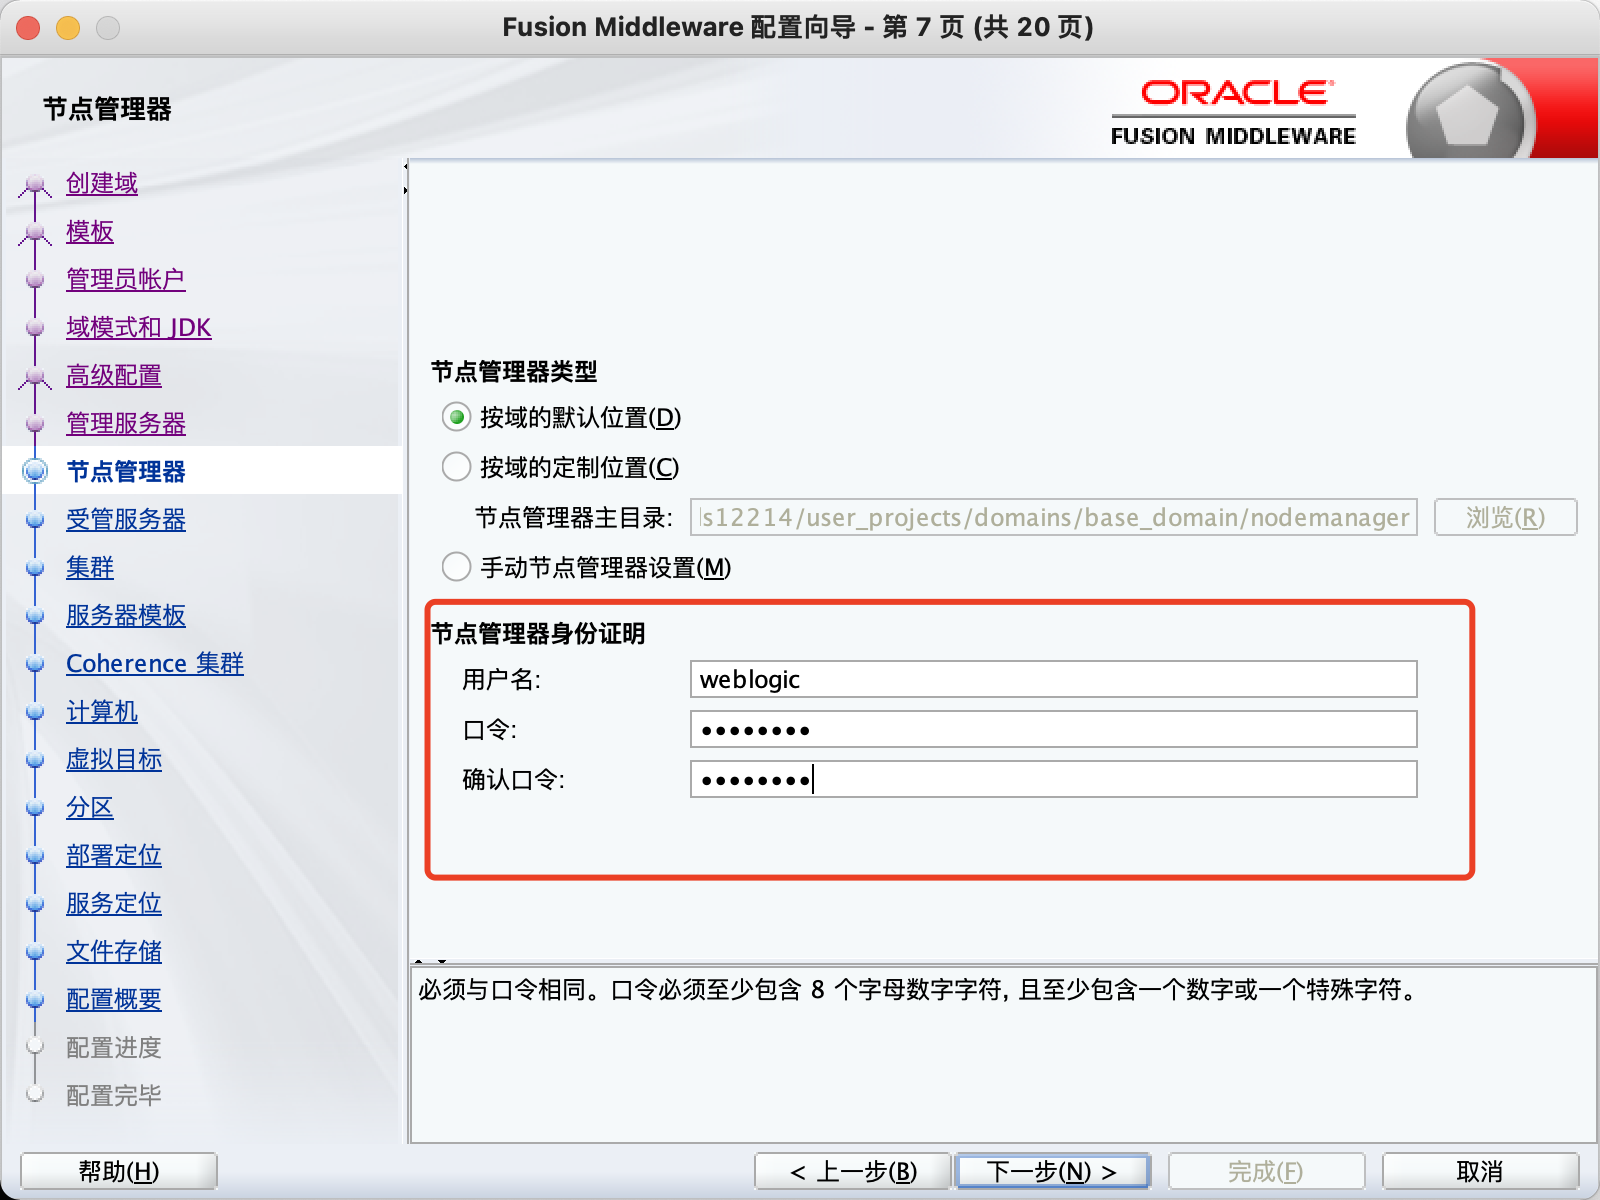 Fusion Middleware 配置向导 - 第 7 页 (共 20 页)
节点管理器
ORACLE
FUSION MIDDLEWARE
创建域
模板
管理员帐户
域模式和 JDK
高级配置
管理服务器
节点管理器
受管服务器
集群
服务器模板
Coherence 集群
计算机
虚拟目标
分区
部署定位
服务定位
文件存储
配置概要
配置进度
配置完毕
节点管理器类型
按域的默认位置(D)
按域的定制位置(C)
节点管理器主目录: ls12214/user_projects/domains/base_domain/nodemanager 浏览(R)
手动节点管理器设置(M)
节点管理器身份证明
用户名: weblogic
口令: ••••••••
确认口令: ••••••••
必须与口令相同。口令必须至少包含 8 个字母数字字符, 且至少包含一个数字或一个特殊字符。
帮助(H) < 上一步(B) 下一步(N) > 完成(F) 取消